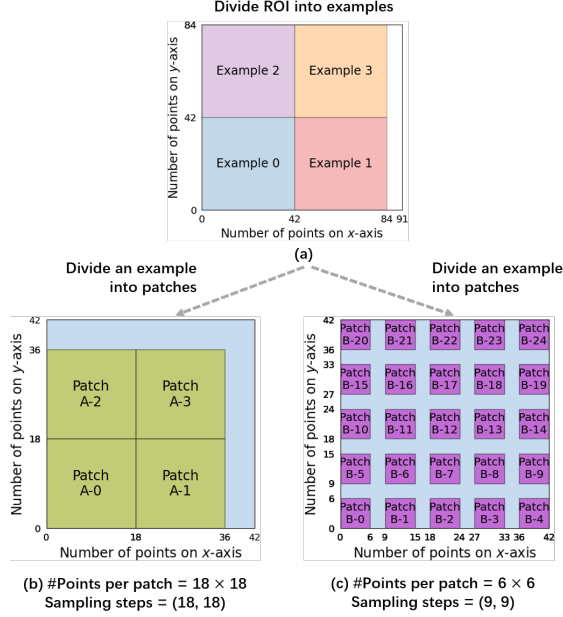 Divide ROI into examples
84
42
0
Number of points on y-axis
Example 2
Example 3
Example 0
Example 1
0 42 84 91
Number of points on x-axis
(a)
Divide an example
into patches
Divide an example
into patches
42
36
18
0
Number of points on y-axis
Patch
A-2
Patch
A-3
Patch
A-0
Patch
A-1
0 18 36 42
Number of points on x-axis
(b) #Points per patch = 18 × 18
Sampling steps = (18, 18)
42
36
33
27
24
18
15
9
6
0
Number of points on y-axis
Patch Patch Patch Patch Patch
B-20 B-21 B-22 B-23 B-24
Patch Patch Patch Patch Patch
B-15 B-16 B-17 B-18 B-19
Patch Patch Patch Patch Patch
B-10 B-11 B-12 B-13 B-14
Patch Patch Patch Patch Patch
B-5 B-6 B-7 B-8 B-9
Patch Patch Patch Patch Patch
B-0 B-1 B-2 B-3 B-4
0 6 9 15 18 24 27 33 36 42
Number of points on x-axis
(c) #Points per patch = 6 × 6
Sampling steps = (9, 9)